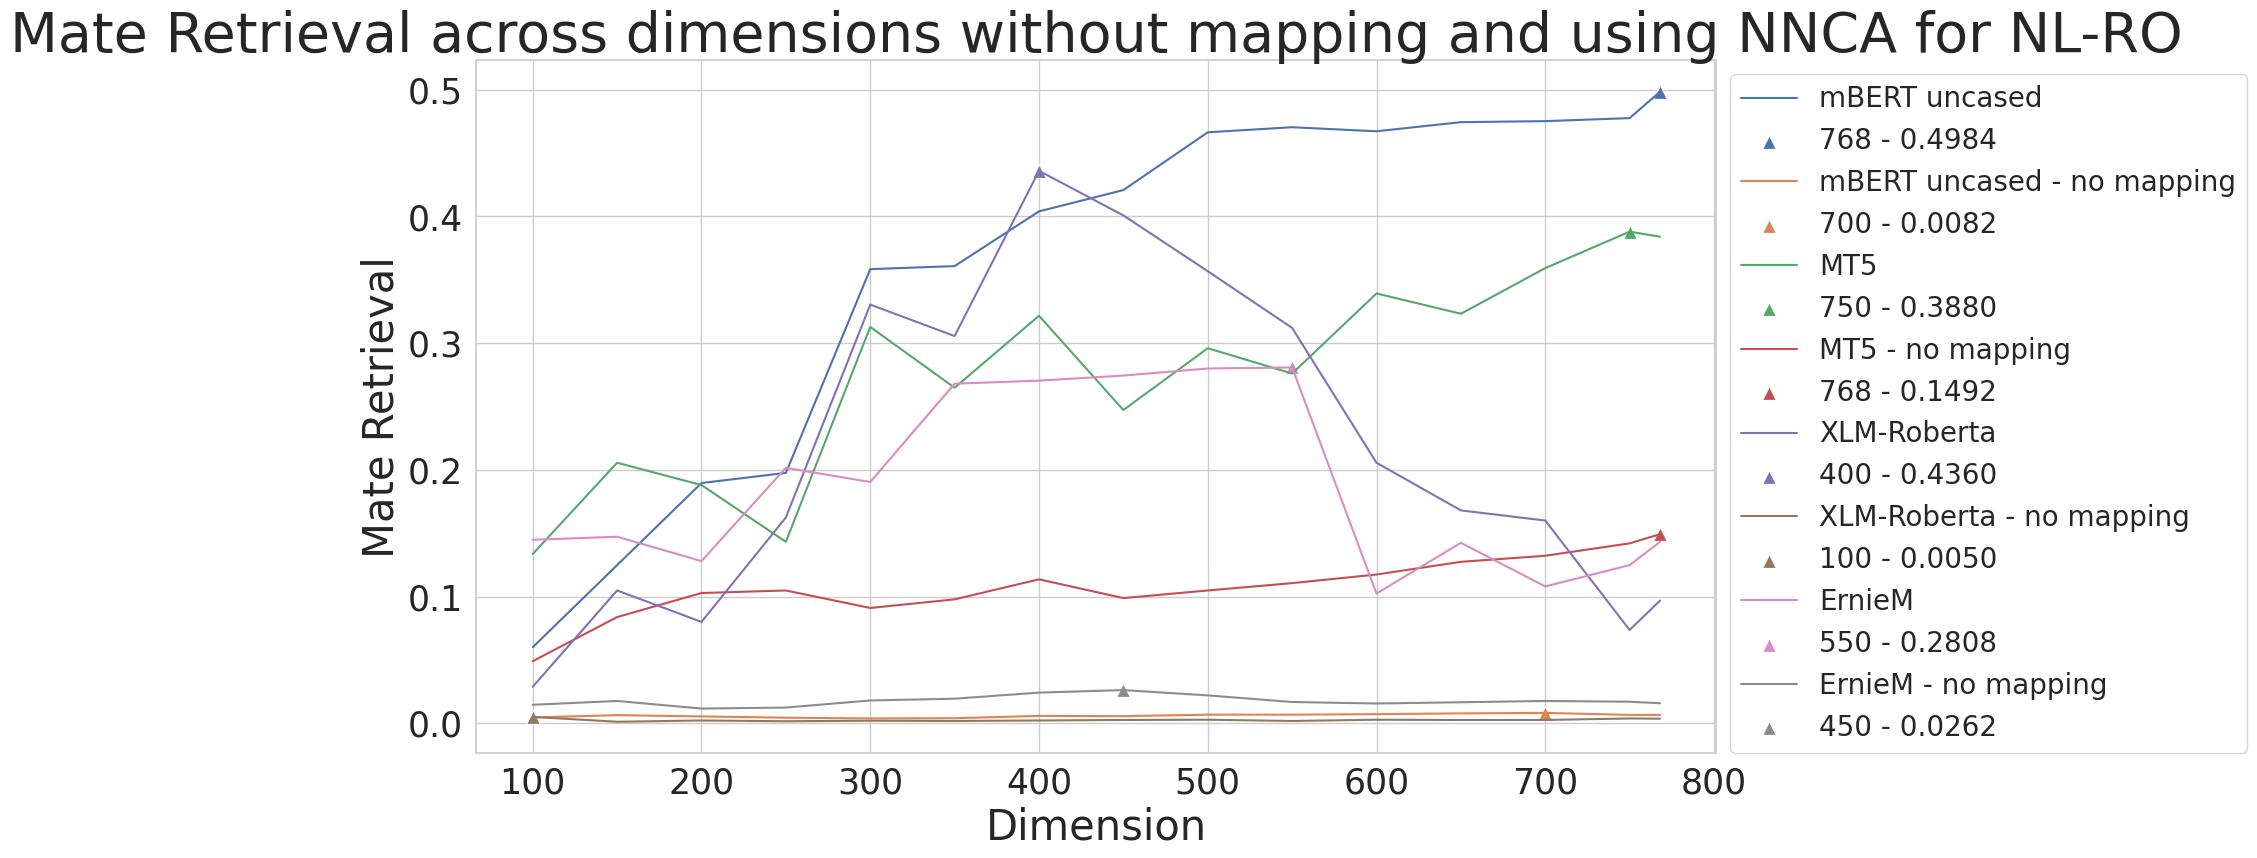 Mate Retrieval across dimensions without mapping and using NNCA for NL-RO
Mate Retrieval
0.5
0.4
0.3
0.2
0.1
0.0
100 200 300 400 500 600 700 800
Dimension
mBERT uncased
768 - 0.4984
mBERT uncased - no mapping
700 - 0.0082
MT5
750 - 0.3880
MT5 - no mapping
768 - 0.1492
XLM-Roberta
400 - 0.4360
XLM-Roberta - no mapping
100 - 0.0050
ErnieM
550 - 0.2808
ErnieM - no mapping
450 - 0.0262